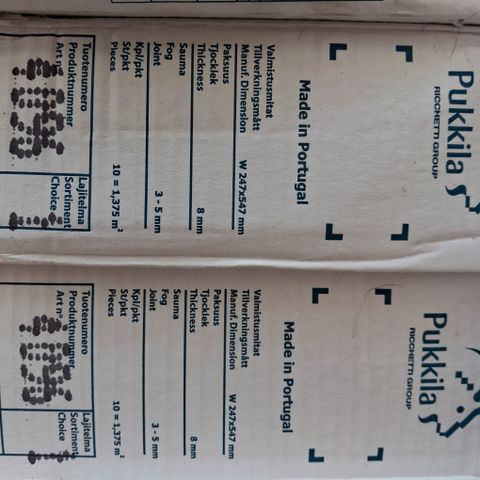 Pukkila
RICCHETTI GROUP
Made in Portugal
Valmistusmitat
Tillverkningsmått
Manuf. Dimension W 247x547 mm
Paksuus
Tjocklek
Thickness 8 mm
Sauma
Fog
Joint 3 - 5 mm
Kpl/pkt
St/pkt
Pieces 10 = 1,375 m²
Tuotenumero
Produktnummer
Art n°
Lajitelma
Sortiment
Choice
Pukkila
RICCHETTI GROUP
Made in Portugal
Valmistusmitat
Tillverkningsmått
Manuf. Dimension W 247x547 mm
Paksuus
Tjocklek
Thickness 8 mm
Sauma
Fog
Joint 3 - 5 mm
Kpl/pkt
St/pkt
Pieces 10 = 1,375 m²
Tuotenumero
Produktnummer
Art n°
Lajitelma
Sortiment
Choice